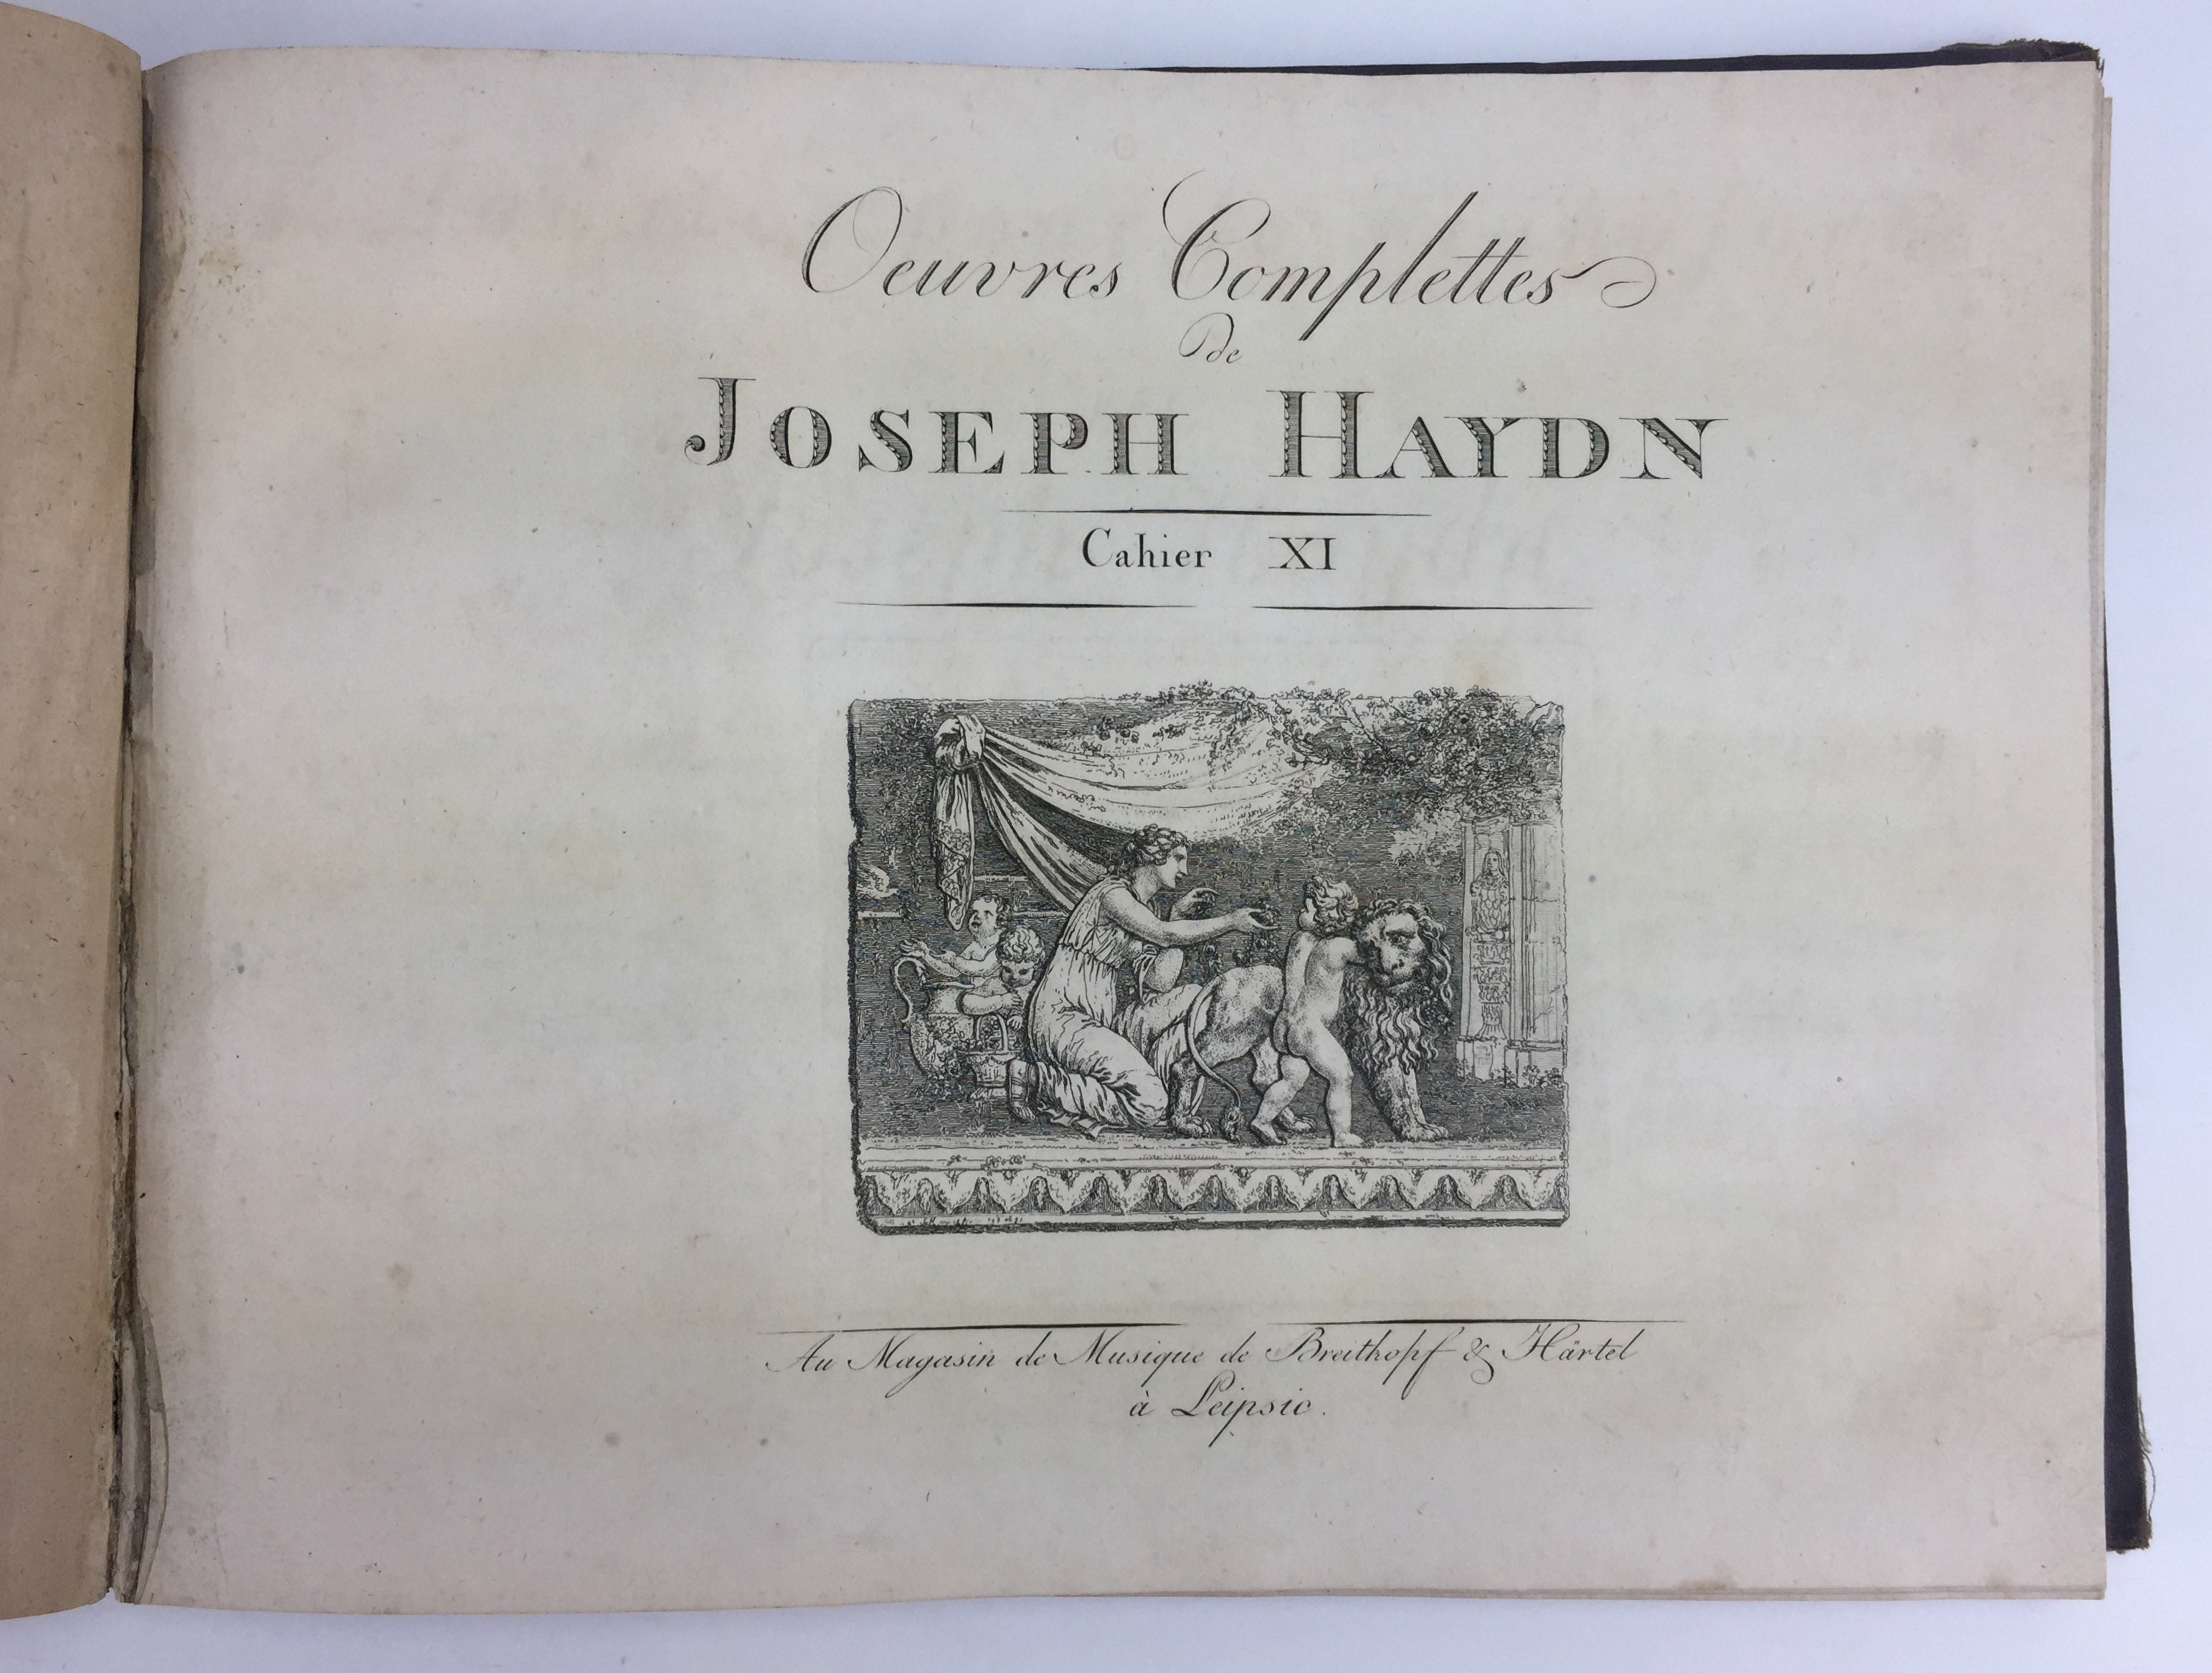 Oeuvres Complettes
de
JOSEPH HAYDN
Cahier XI
Au Magasin de Musique de Breitkopf & Härtel
à Leipsic.